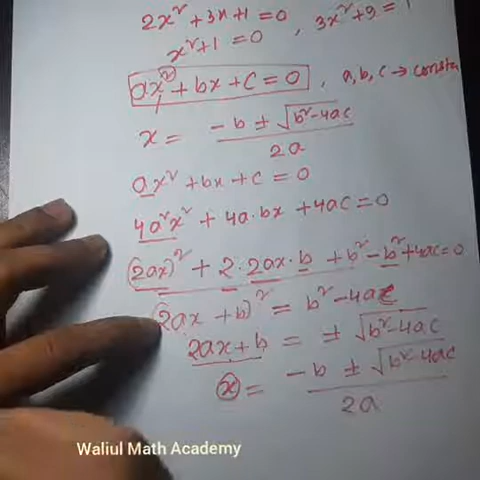 2x² + 3x + 1 = 0
x² + 1 = 0 , 3x² + 9 = 1
ax² + bx + c = 0 , a, b, c → consta
x = -b ± √b²-4ac / 2a
ax² + bx + c = 0
4a²x² + 4a·bx + 4ac = 0
(2ax)² + 2·2ax·b + b² - b² + 4ac = 0
(2ax + b)² = b² - 4ac
2ax + b = ± √b²-4ac
x = -b ± √b²-4ac / 2a
Waliul Math Academy